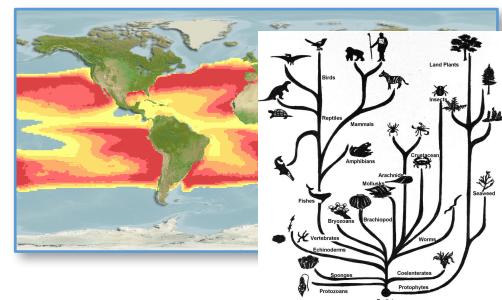 Land Plants
Birds
Insects
Reptiles
Mammals
Amphibians
Crustacean
Arachnids
Mollusks
Seaweed
Fishes
Bryozoans
Brachiopod
Vertebrates
Worms
Echinoderms
Sponges
Coelenterates
Protozoans
Protophytes